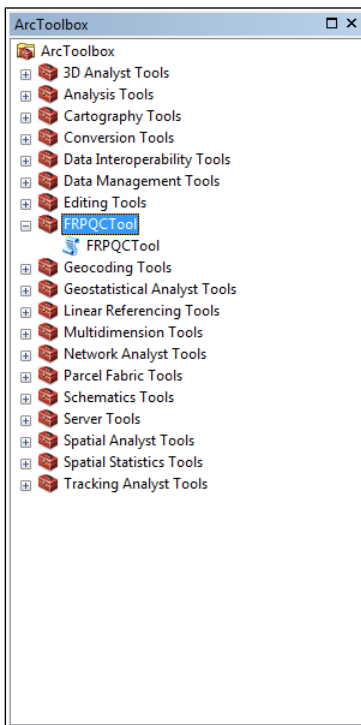 ArcToolbox
ArcToolbox
3D Analyst Tools
Analysis Tools
Cartography Tools
Conversion Tools
Data Interoperability Tools
Data Management Tools
Editing Tools
FRPQCTool
FRPQCTool
Geocoding Tools
Geostatistical Analyst Tools
Linear Referencing Tools
Multidimension Tools
Network Analyst Tools
Parcel Fabric Tools
Schematics Tools
Server Tools
Spatial Analyst Tools
Spatial Statistics Tools
Tracking Analyst Tools